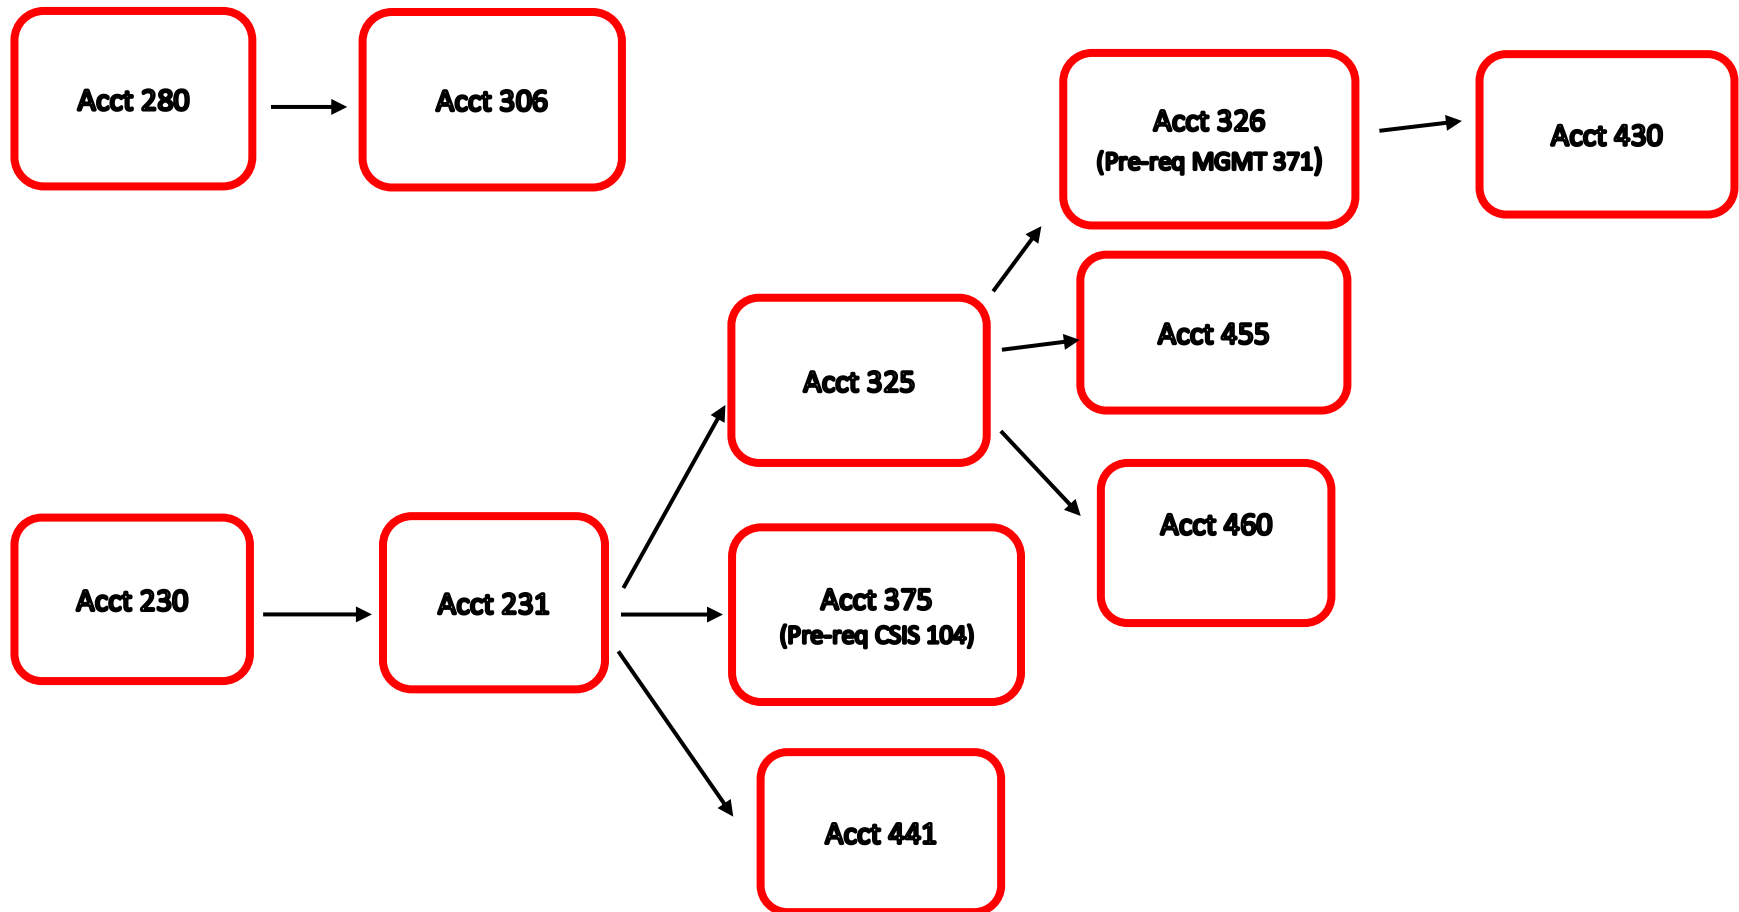 Acct 280
Acct 306
Acct 326
(Pre-req MGMT 371)
Acct 430
Acct 455
Acct 325
Acct 460
Acct 230
Acct 231
Acct 375
(Pre-req CSIS 104)
Acct 441